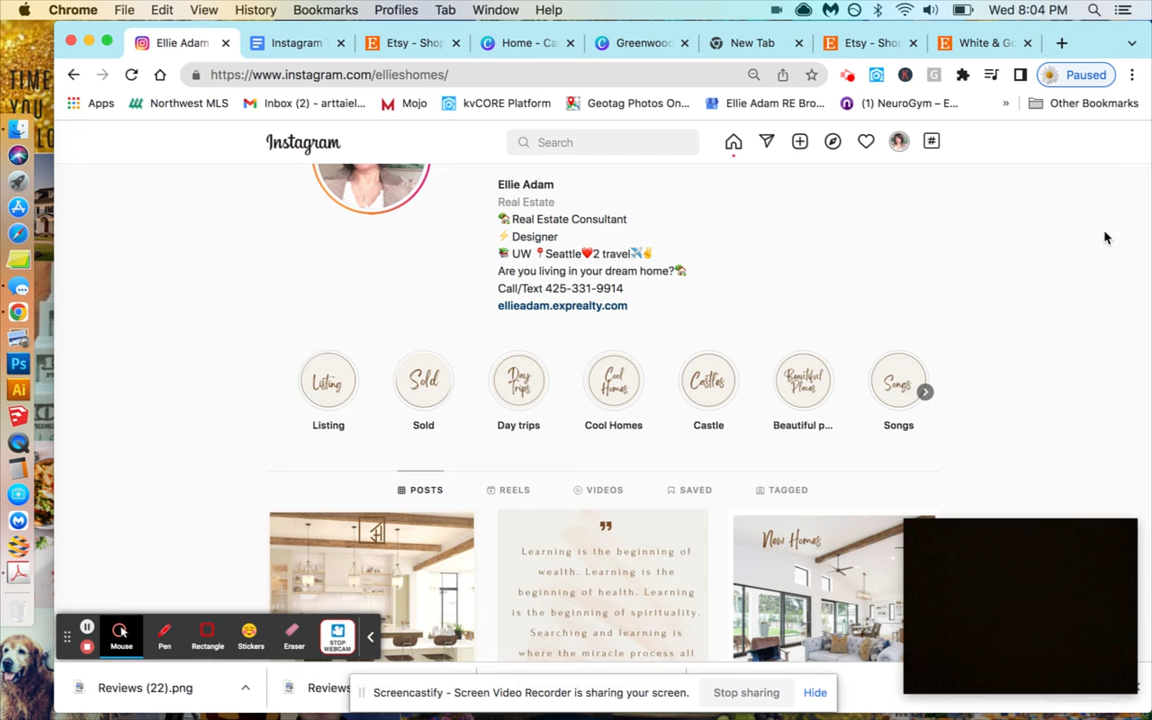 Chrome File Edit View History Bookmarks Profiles Tab Window Help Wed 8:04 PM
Ellie Adam Instagram Etsy - Shop Home - Ca Greenwood New Tab Etsy - Shop White & Go
https://www.instagram.com/ellieshomes/ Paused
Apps Northwest MLS Inbox (2) - arttaiel... Mojo kvCORE Platform Geotag Photos On... Ellie Adam RE Bro... (1) NeuroGym – E... » Other Bookmarks
TIME
YOU
LO
Instagram Search
Ellie Adam
Real Estate
🏡Real Estate Consultant
⚡Designer
📚 UW 📍Seattle❤️2 travel✈️✌️
Are you living in your dream home?🏡
Call/Text 425-331-9914
ellieadam.exprealty.com
Listing Sold Day Trips Cool Homes Castles Beautiful Places Songs
Listing Sold Day trips Cool Homes Castle Beautiful p... Songs
POSTS REELS VIDEOS SAVED TAGGED
Ps
Ai
Learning is the beginning of
wealth. Learning is the
beginning of health. Learning
is the beginning of spirituality.
Searching and learning is
where the miracle process all
New Homes
Mouse Pen Rectangle Stickers Eraser STOP WEBCAM
Reviews (22).png Reviews
Screencastify - Screen Video Recorder is sharing your screen. Stop sharing Hide